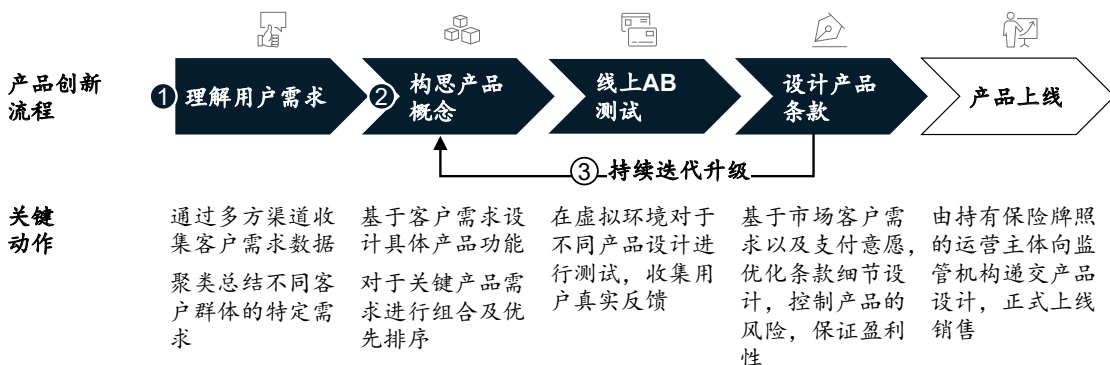 产品创新
流程
1 理解用户需求
2 构思产品
概念
线上AB
测试
设计产品
条款
产品上线
3 持续迭代升级
关键
动作
通过多方渠道收
集客户需求数据
聚类总结不同客
户群体的特定需
求
基于客户需求设
计具体产品功能
对于关键产品需
求进行组合及优
先排序
在虚拟环境对于
不同产品设计进
行测试，收集用
户真实反馈
基于市场客户需
求以及支付意愿，
优化条款细节设
计，控制产品的
风险，保证盈利
性
由持有保险牌照
的运营主体向监
管机构递交产品
设计，正式上线
销售